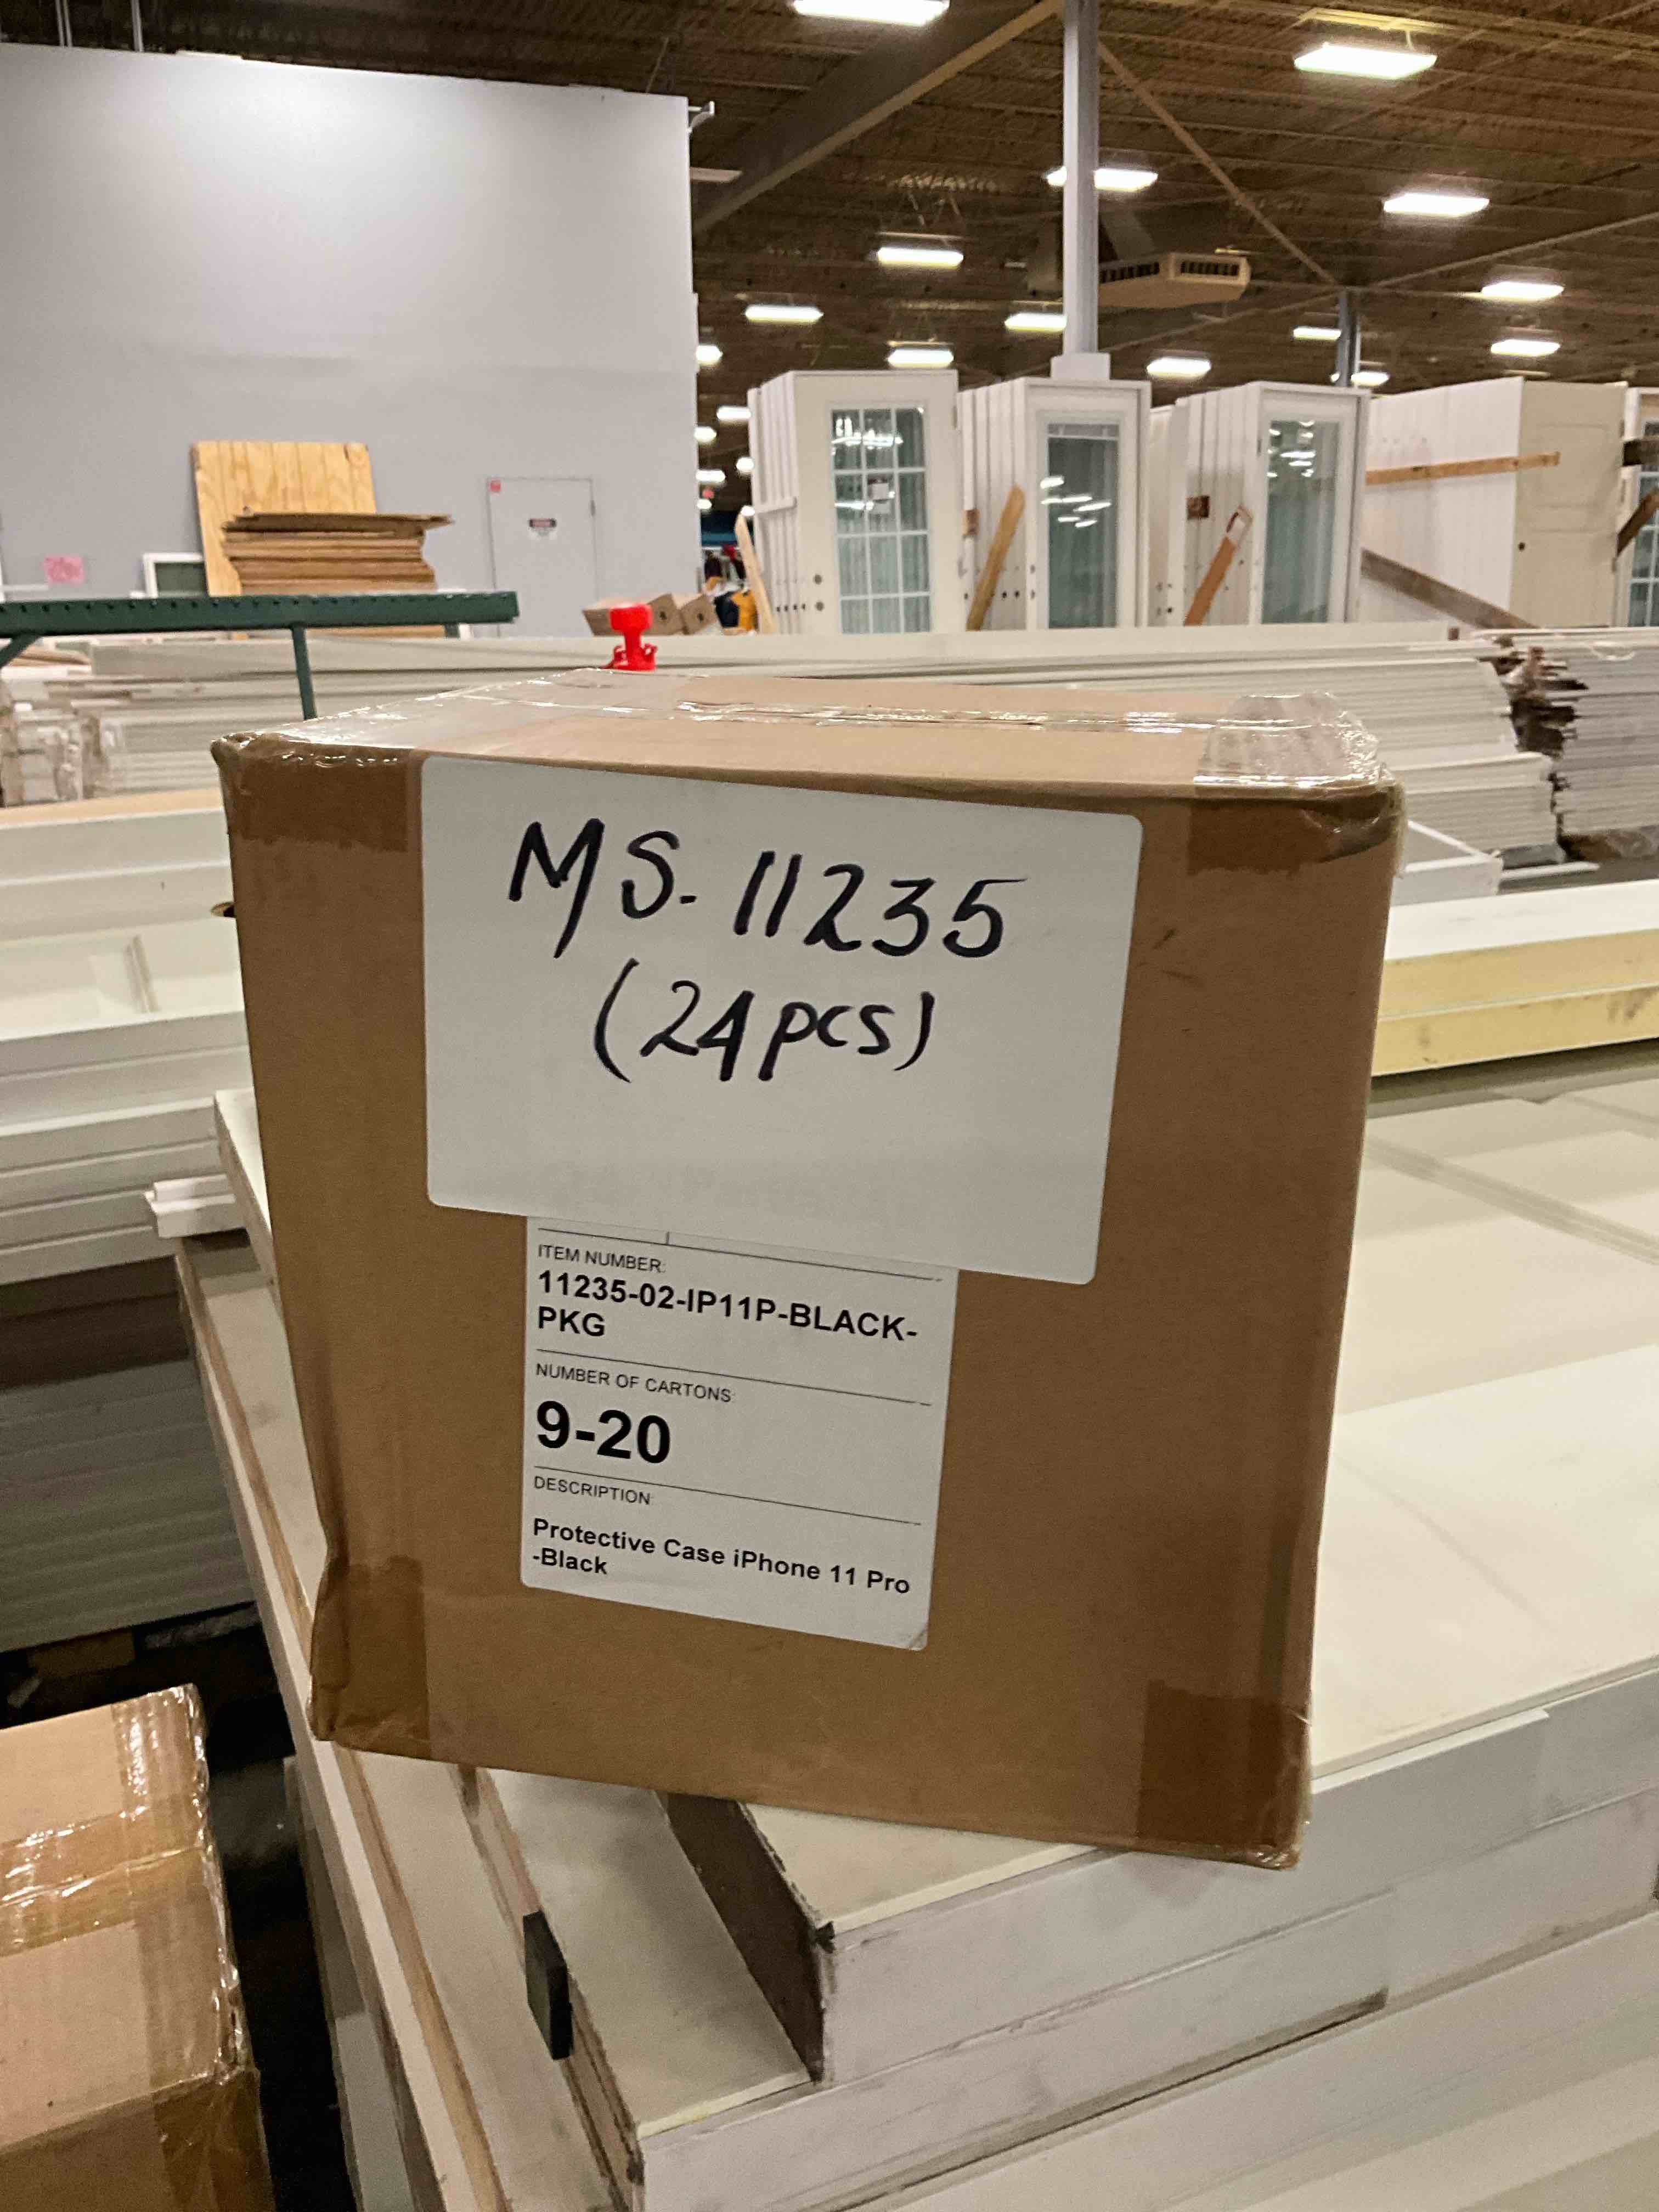 MS-11235
(24pcs)
ITEM NUMBER:
11235-02-IP11P-BLACK-
PKG
NUMBER OF CARTONS:
9-20
DESCRIPTION:
Protective Case iPhone 11 Pro
-Black